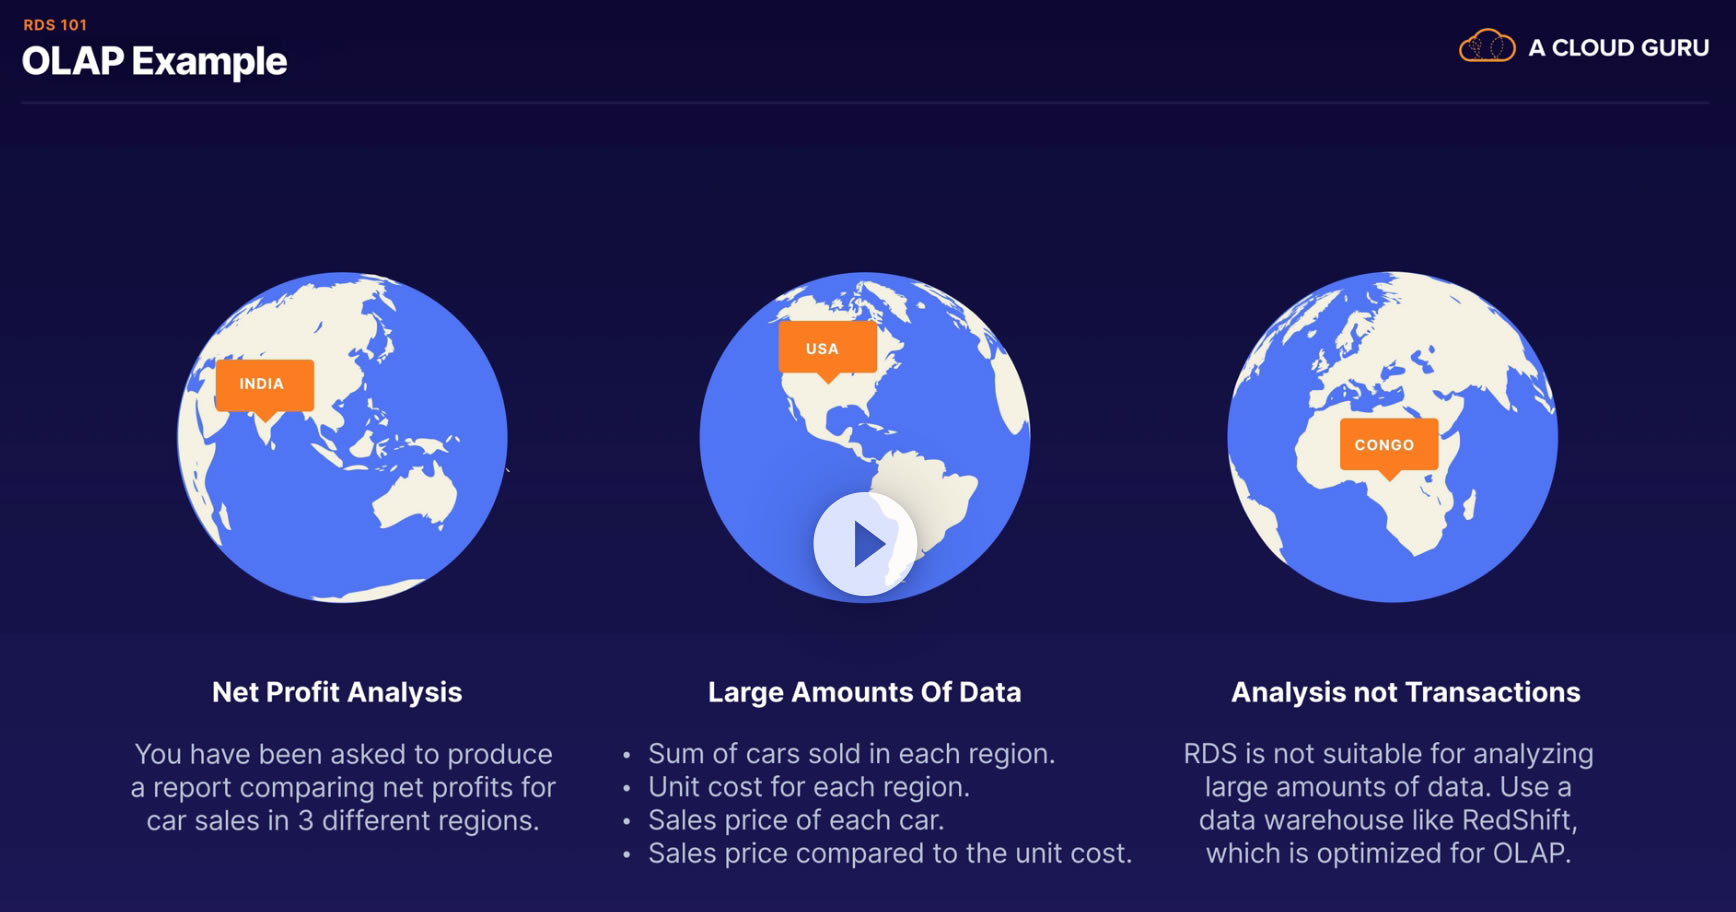 RDS 101
OLAP Example
A CLOUD GURU
INDIA
USA
CONGO
Net Profit Analysis
You have been asked to produce
a report comparing net profits for
car sales in 3 different regions.
Large Amounts Of Data
• Sum of cars sold in each region.
• Unit cost for each region.
• Sales price of each car.
• Sales price compared to the unit cost.
Analysis not Transactions
RDS is not suitable for analyzing
large amounts of data. Use a
data warehouse like RedShift,
which is optimized for OLAP.